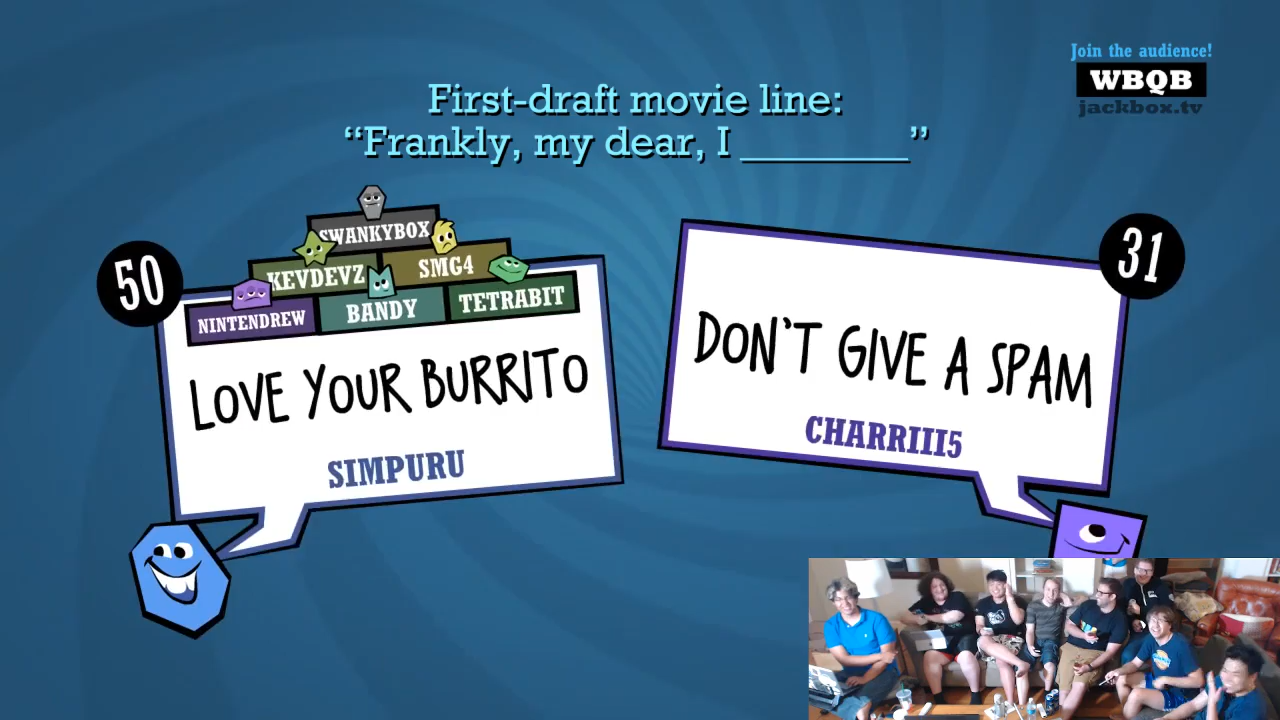 Join the audience!
WBQB
jackbox.tv
First-draft movie line:
“Frankly, my dear, I ________”
SWANKYBOX
KEVDEVZ
SMG4
NINTENDREW
BANDY
TETRABIT
50
LOVE YOUR BURRITO
SIMPURU
31
DON'T GIVE A SPAM
CHARRIII5